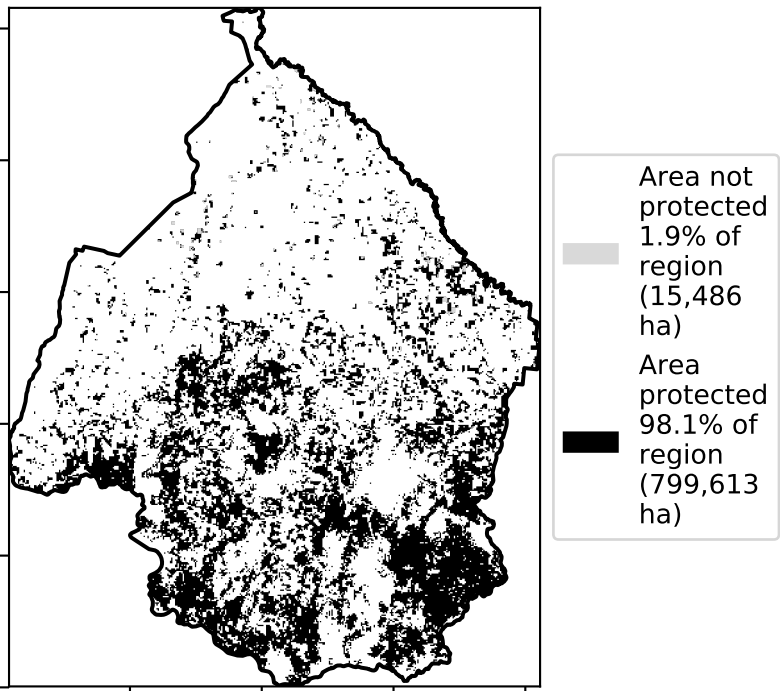 Area not
protected
1.9% of
region
(15,486
ha)
Area
protected
98.1% of
region
(799,613
ha)